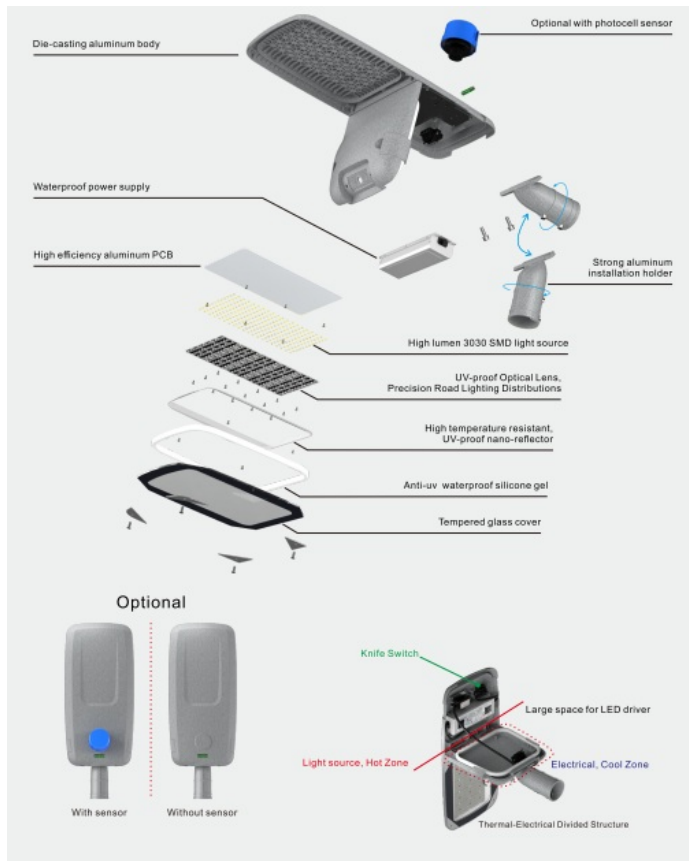 Optional with photocell sensor
Die-casting aluminum body
Waterproof power supply
High efficiency aluminum PCB
Strong aluminum
installation holder
High lumen 3030 SMD light source
UV-proof Optical Lens,
Precision Road Lighting Distributions
High temperature resistant,
UV-proof nano-reflector
Anti-uv waterproof silicone gel
Tempered glass cover
Optional
With sensor
Without sensor
Knife Switch
Large space for LED driver
Light source, Hot Zone
Electrical, Cool Zone
Thermal-Electrical Divided Structure